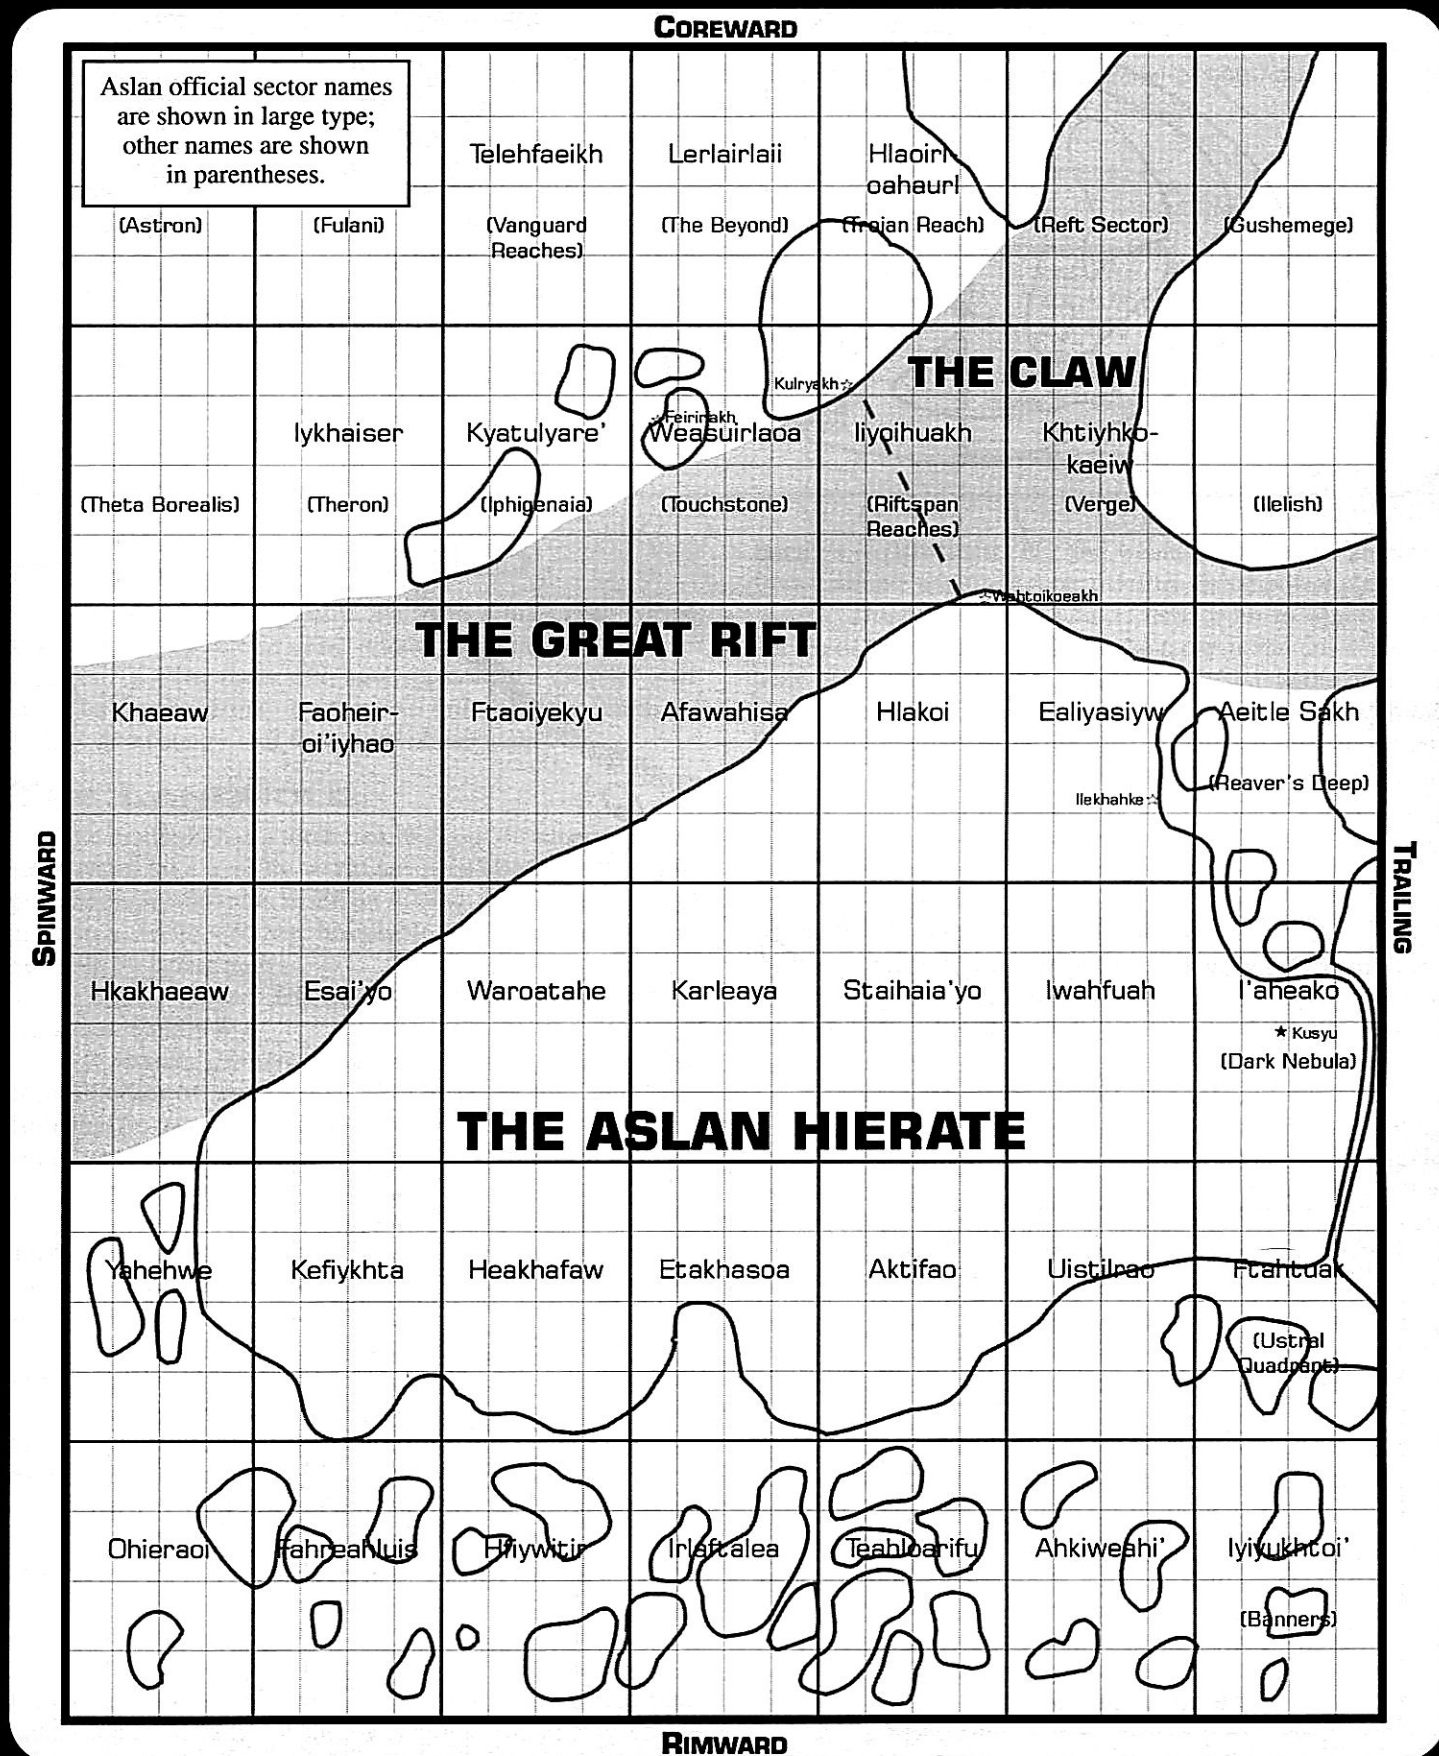 COREWARD
Aslan official sector names
are shown in large type;
other names are shown
in parentheses.
Telehfaeikh
Lerlairlaii
Hlaoirl-
oahaurl
(Astron)
(Fulani)
(Vanguard
Reaches)
(The Beyond)
(Trojan Reach)
(Reft Sector)
(Gushemege)
THE CLAW
Kulryakh
Feirirlakh
Iykhaiser
Kyatulyare'
Weasuirlaoa
Iiyoihuakh
Khtiyhko-
kaeiw
(Theta Borealis)
(Theron)
(Iphigenaia)
(Touchstone)
(Riftspan
Reaches)
(Verge)
(Ilelish)
Wahtoikoeakh
THE GREAT RIFT
Khaeaw
Faoheir-
oi'iyhao
Ftaoiyekyu
Afawahisa
Hlakoi
Ealiyasiyw
Aeitle Sakh
(Reaver's Deep)
Ilekhahke
SPINWARD
TRAILING
Hkakhaeaw
Esai'yo
Waroatahe
Karleaya
Staihaia'yo
Iwahfuah
I'aheako
Kusyu
(Dark Nebula)
THE ASLAN HIERATE
Yahehwe
Kefiykhta
Heakhafaw
Etakhasoa
Aktifao
Uistilrao
Ftahtuak
(Ustral
Quadrant)
Ohieraoi
Fahreahluis
Hfiywitir
Irlaftalea
Teahloarifu
Ahkiweahi'
Iyiyukhtoi'
(Banners)
RIMWARD